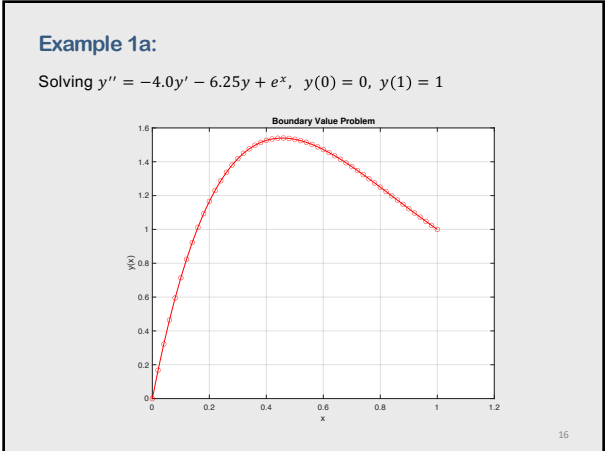 Example 1a:
Solving y′′ = −4.0y′ − 6.25y + eˣ, y(0) = 0, y(1) = 1
Boundary Value Problem
1.6
1.4
1.2
1
0.8
0.6
0.4
0.2
0
y(x)
0 0.2 0.4 0.6 0.8 1 1.2
x
16